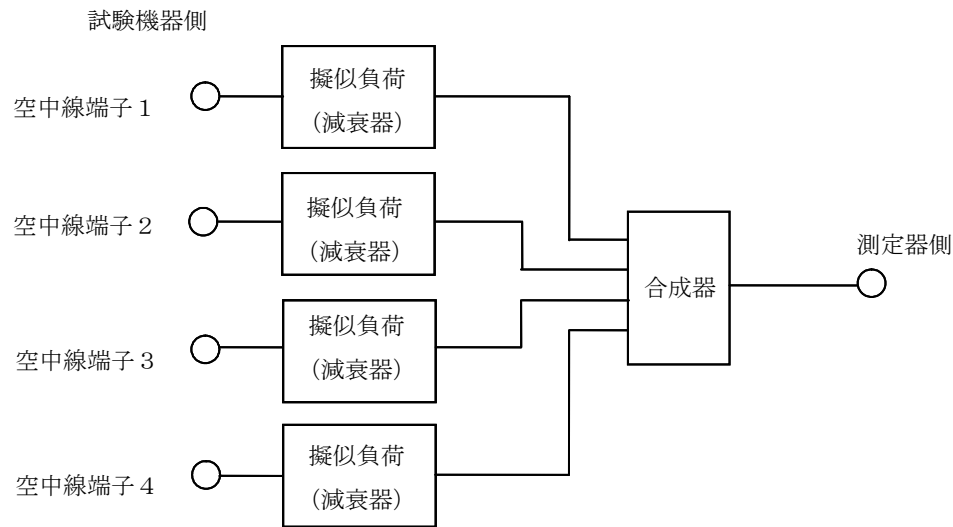 試験機器側
空中線端子１
擬似負荷
(減衰器)
空中線端子２
擬似負荷
(減衰器)
空中線端子３
擬似負荷
(減衰器)
空中線端子４
擬似負荷
(減衰器)
合成器
測定器側